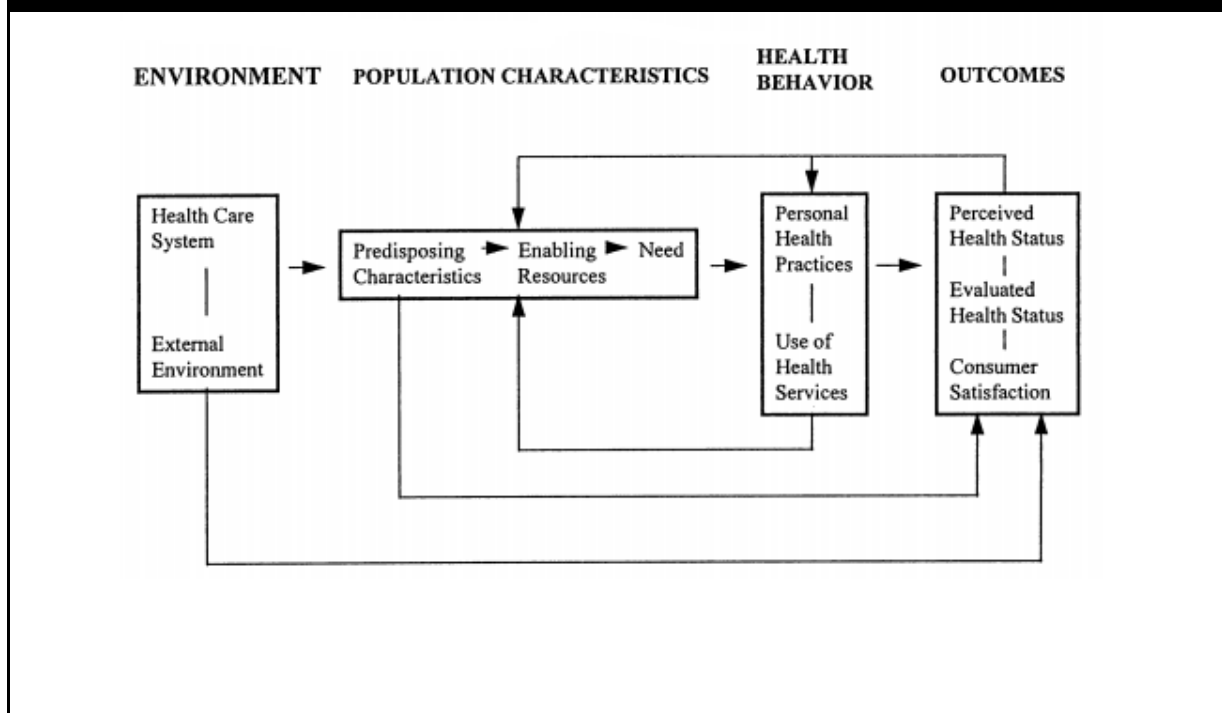 ENVIRONMENT
POPULATION CHARACTERISTICS
HEALTH
BEHAVIOR
OUTCOMES
Health Care
System
External
Environment
Predisposing
Characteristics
Enabling
Resources
Need
Personal
Health
Practices
Use of
Health
Services
Perceived
Health Status
Evaluated
Health Status
Consumer
Satisfaction